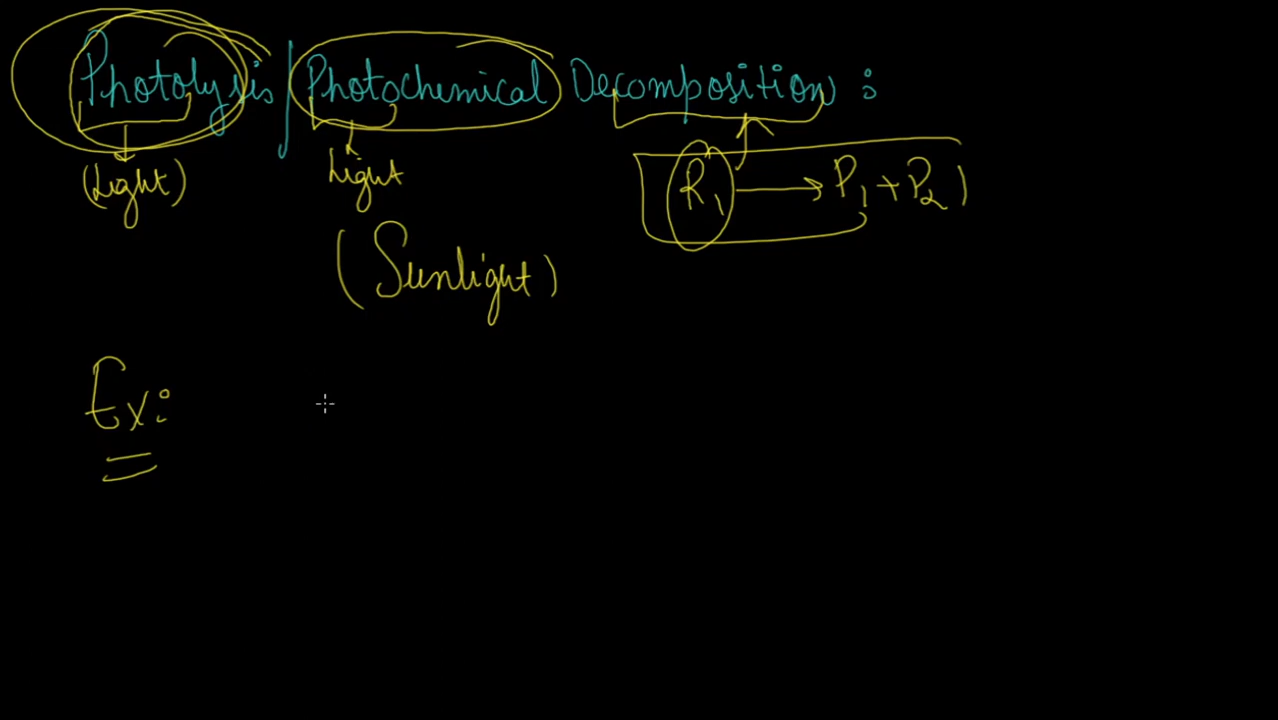 Photolysis / Photochemical Decomposition :
(Light)
Light
R1 → P1 + P2 )
(Sunlight)
Ex: